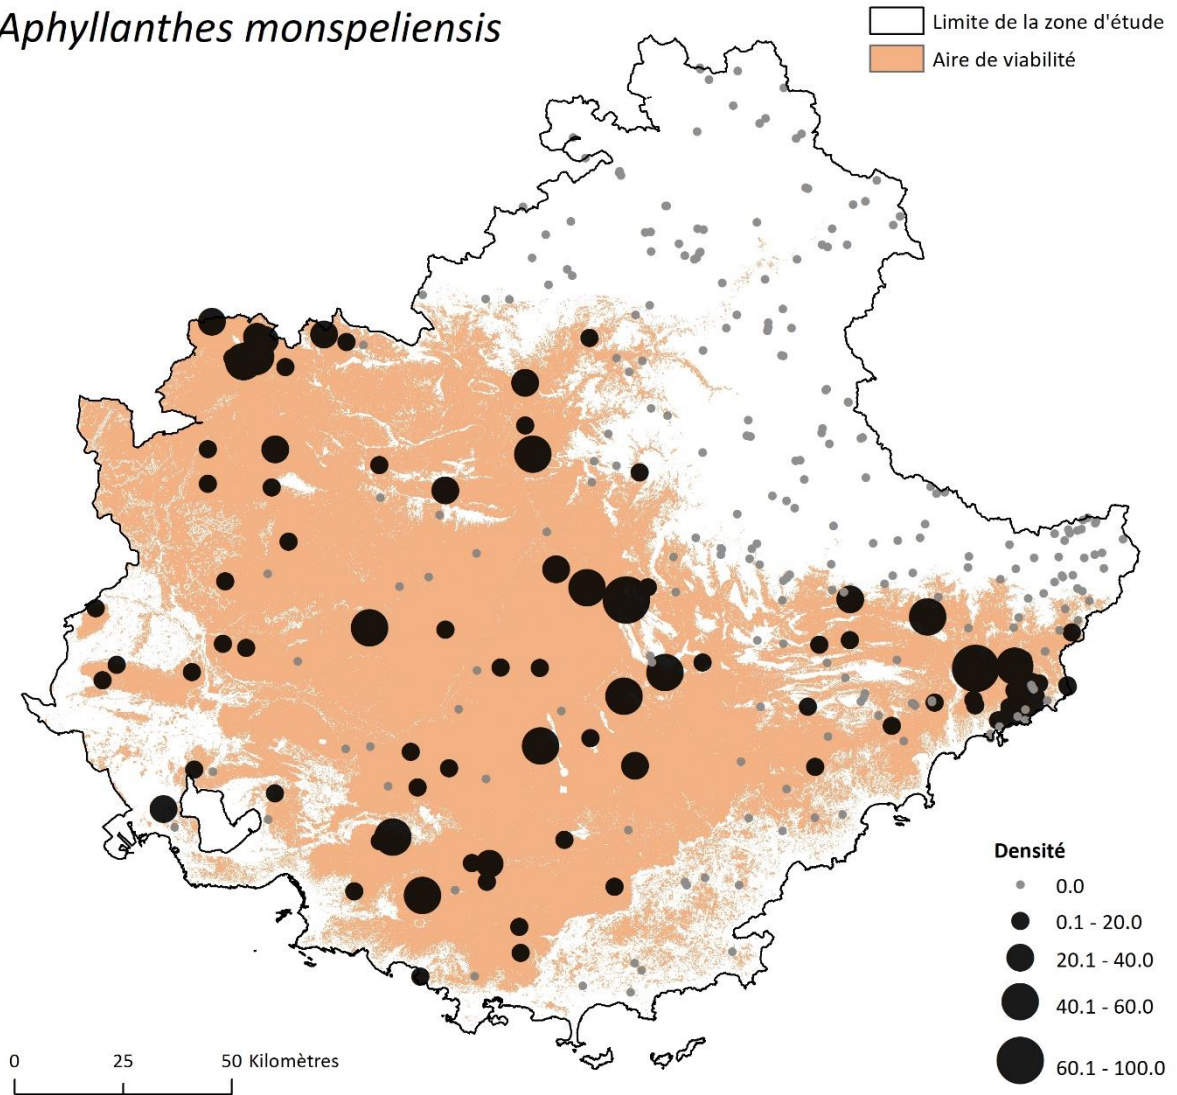 Aphyllanthes monspeliensis
Limite de la zone d'étude
Aire de viabilité
Densité
0.0
0.1 - 20.0
20.1 - 40.0
40.1 - 60.0
60.1 - 100.0
0 25 50 Kilomètres